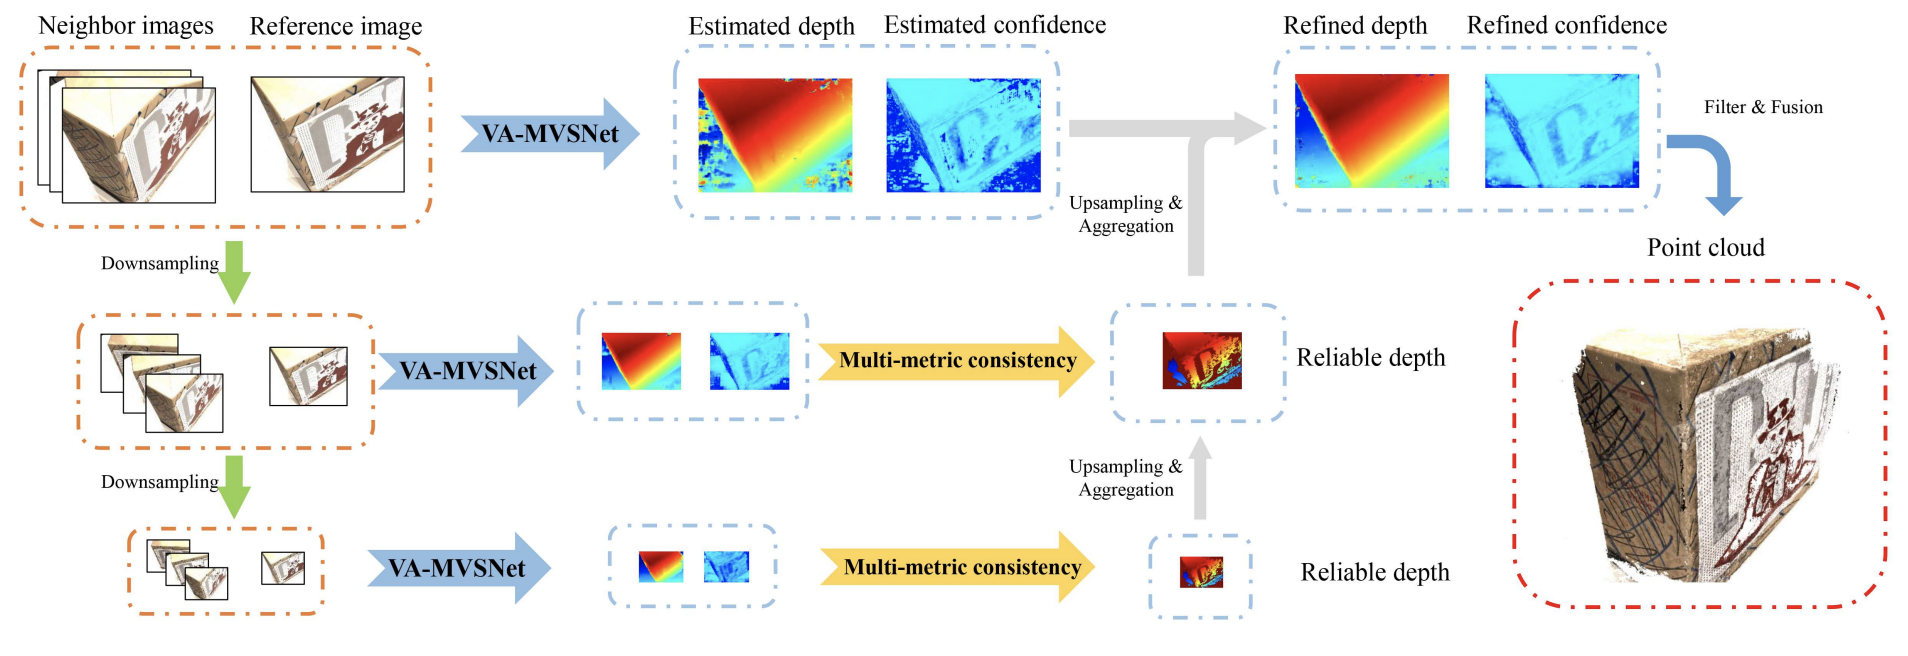 Neighbor images
Reference image
Estimated depth
Estimated confidence
Refined depth
Refined confidence
VA-MVSNet
Filter & Fusion
Upsampling &
Aggregation
Point cloud
Downsampling
VA-MVSNet
Multi-metric consistency
Reliable depth
Upsampling &
Aggregation
Downsampling
VA-MVSNet
Multi-metric consistency
Reliable depth